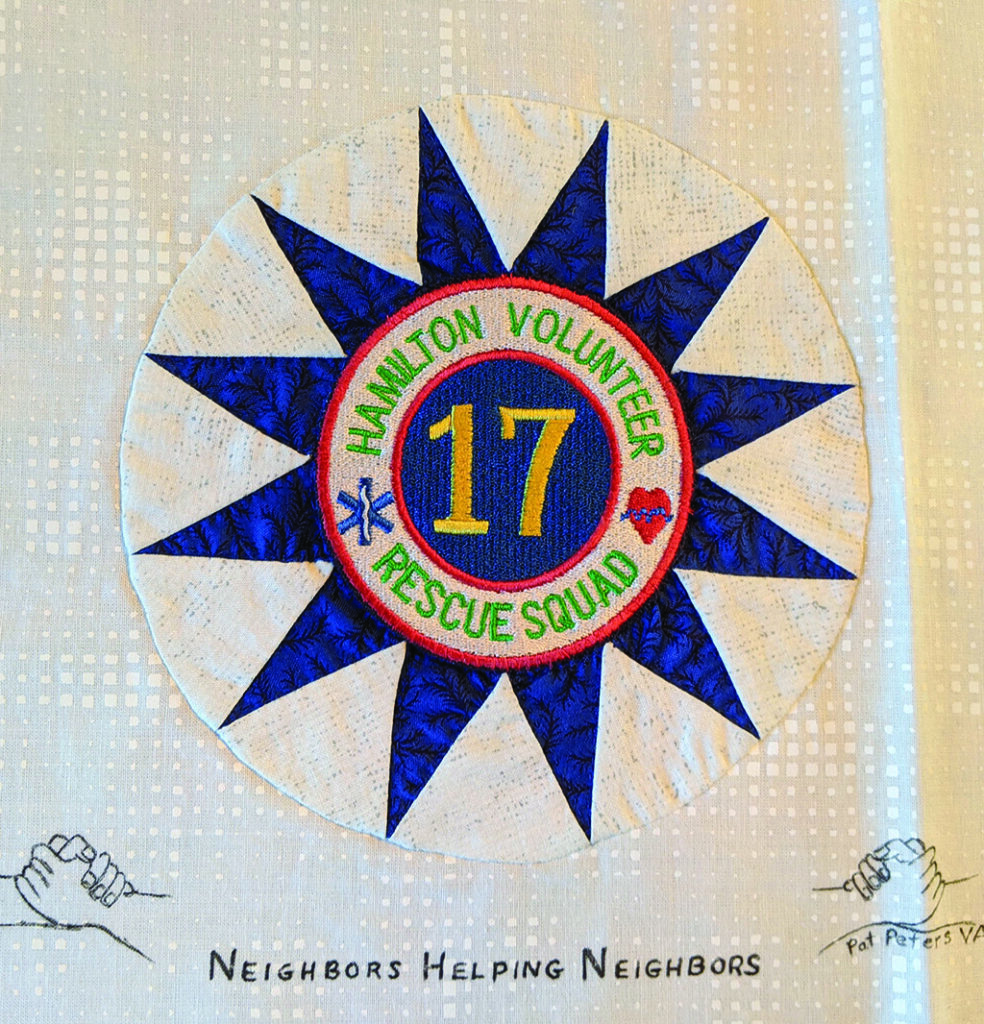 HAMILTON VOLUNTEER
17
RESCUE SQUAD
Pat Peters VA
NEIGHBORS HELPING NEIGHBORS